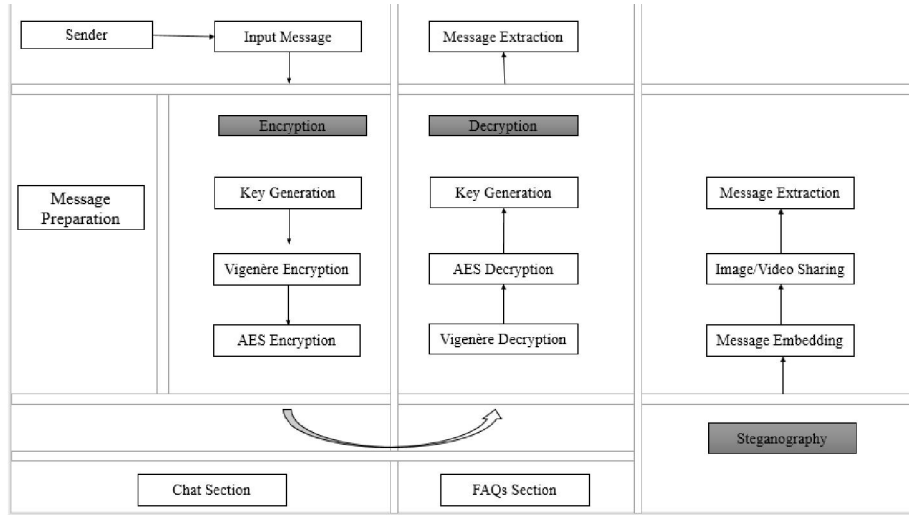 Sender
Input Message
Message Extraction
Encryption
Decryption
Message
Preparation
Key Generation
Key Generation
Message Extraction
Vigenère Encryption
AES Decryption
Image/Video Sharing
AES Encryption
Vigenère Decryption
Message Embedding
Steganography
Chat Section
FAQs Section